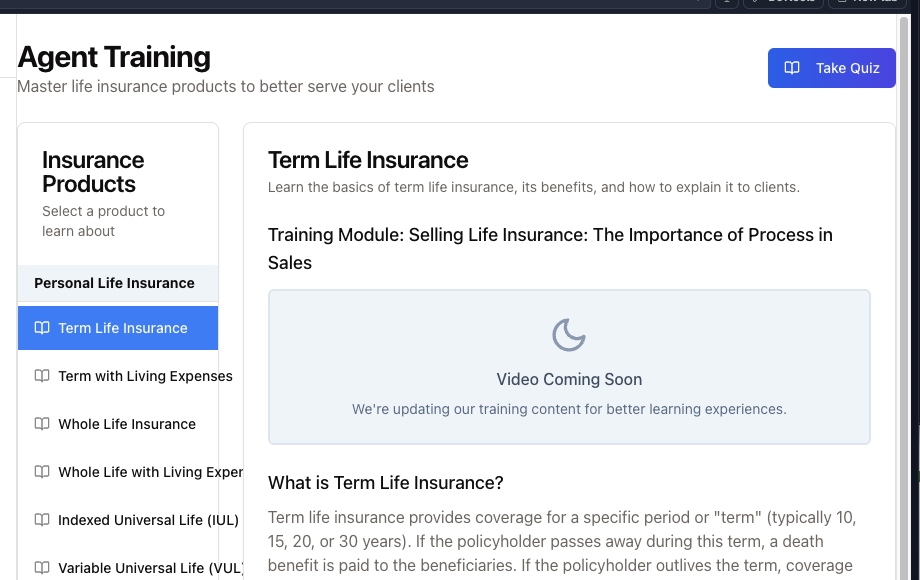 Agent Training
Master life insurance products to better serve your clients
Take Quiz
Insurance
Products
Select a product to
learn about
Personal Life Insurance
Term Life Insurance
Term with Living Expenses
Whole Life Insurance
Whole Life with Living
Indexed Universal Life (IUL)
Variable Universal Life (VUL)
Term Life Insurance
Learn the basics of term life insurance, its benefits, and how to explain it to clients.
Training Module: Selling Life Insurance: The Importance of Process in
Sales
Video Coming Soon
We're updating our training content for better learning experiences.
What is Term Life Insurance?
Term life insurance provides coverage for a specific period or "term" (typically 10,
15, 20, or 30 years). If the policyholder passes away during this term, a death
benefit is paid to the beneficiaries. If the policyholder outlives the term, coverage